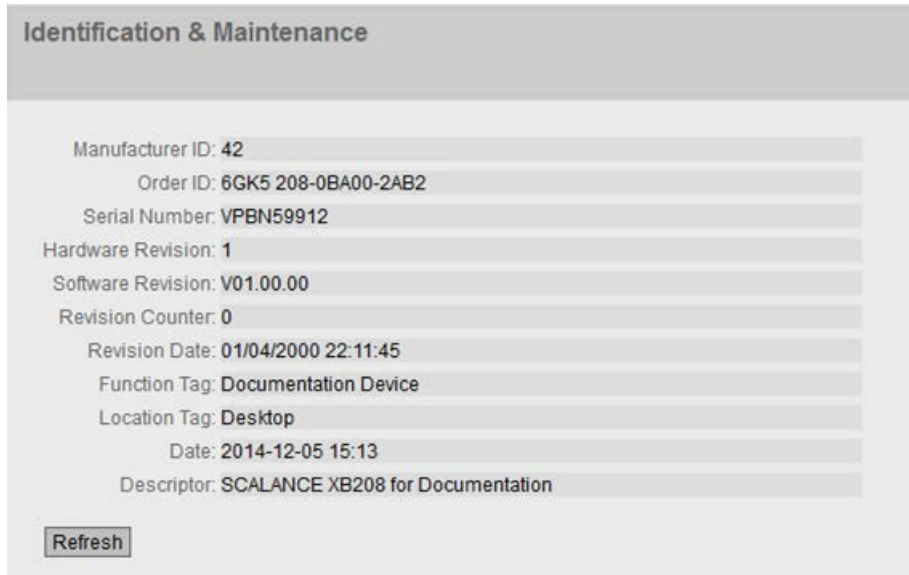 Identification & Maintenance
Manufacturer ID: 42
Order ID: 6GK5 208-0BA00-2AB2
Serial Number: VPBN59912
Hardware Revision: 1
Software Revision: V01.00.00
Revision Counter: 0
Revision Date: 01/04/2000 22:11:45
Function Tag: Documentation Device
Location Tag: Desktop
Date: 2014-12-05 15:13
Descriptor: SCALANCE XB208 for Documentation
Refresh